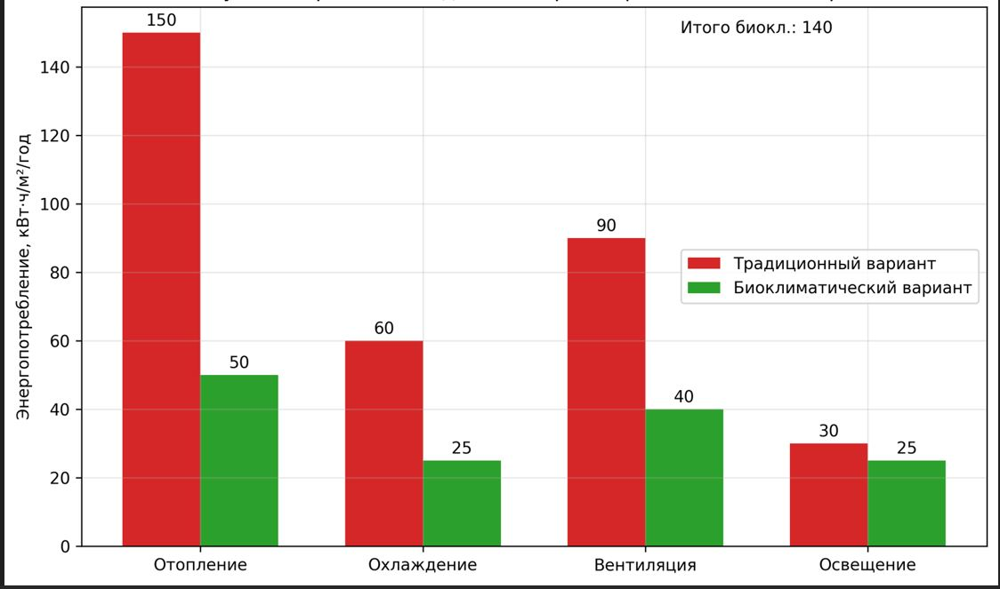 150
Итого биокл.: 140
140
120
100
90
80
Традиционный вариант
Биоклиматический вариант
60
60
50
40
40
30
25
25
20
0
Энергопотребление, кВт·ч/м²/год
Отопление
Охлаждение
Вентиляция
Освещение